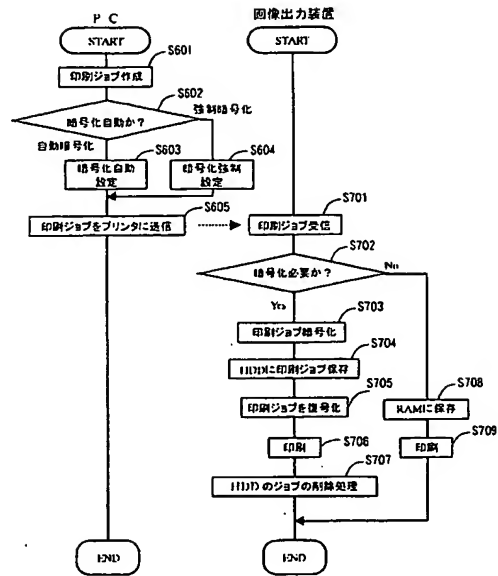 PC
START
S601
印刷ジョブ作成
S602
暗号化自動か？
強制暗号化
自動暗号化
S603
暗号化自動
設定
S604
暗号化強制
設定
S605
印刷ジョブをプリンタに送信
END
画像出力装置
START
S701
印刷ジョブ受信
S702
暗号化必要か？
No
Yes
S703
印刷ジョブ暗号化
S704
HDDに印刷ジョブ保存
S705
印刷ジョブを復号化
S706
印刷
S707
HDDのジョブの削除処理
S708
RAMに保存
S709
印刷
END